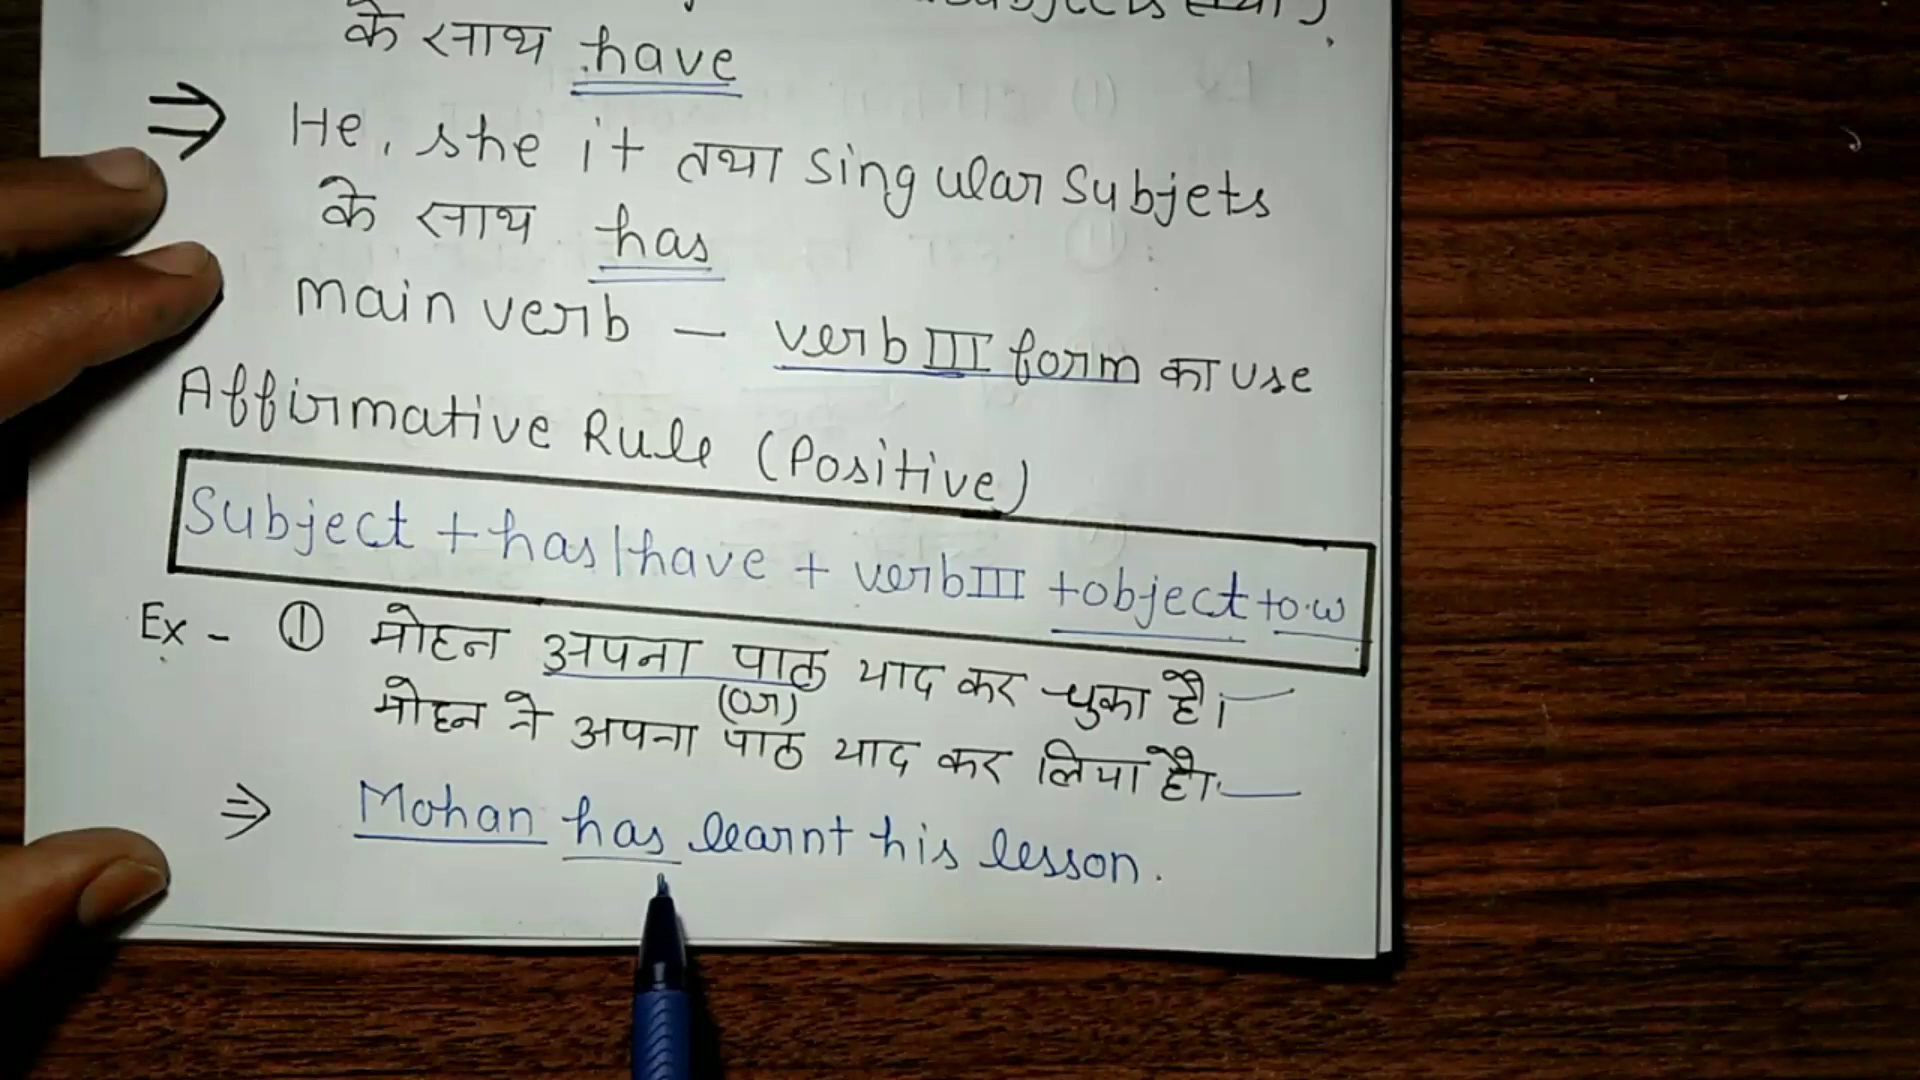 के साथ have
⇒ He, she it तथा singular subjets
के साथ has
main verb – verb III form का use
Affirmative Rule (Positive)
Subject + has/have + verb III + object + o.w
Ex - ① मोहन अपना पाठ याद कर चुका है।
(or)
मोहन ने अपना पाठ याद कर लिया है।
⇒ Mohan has learnt his lesson.